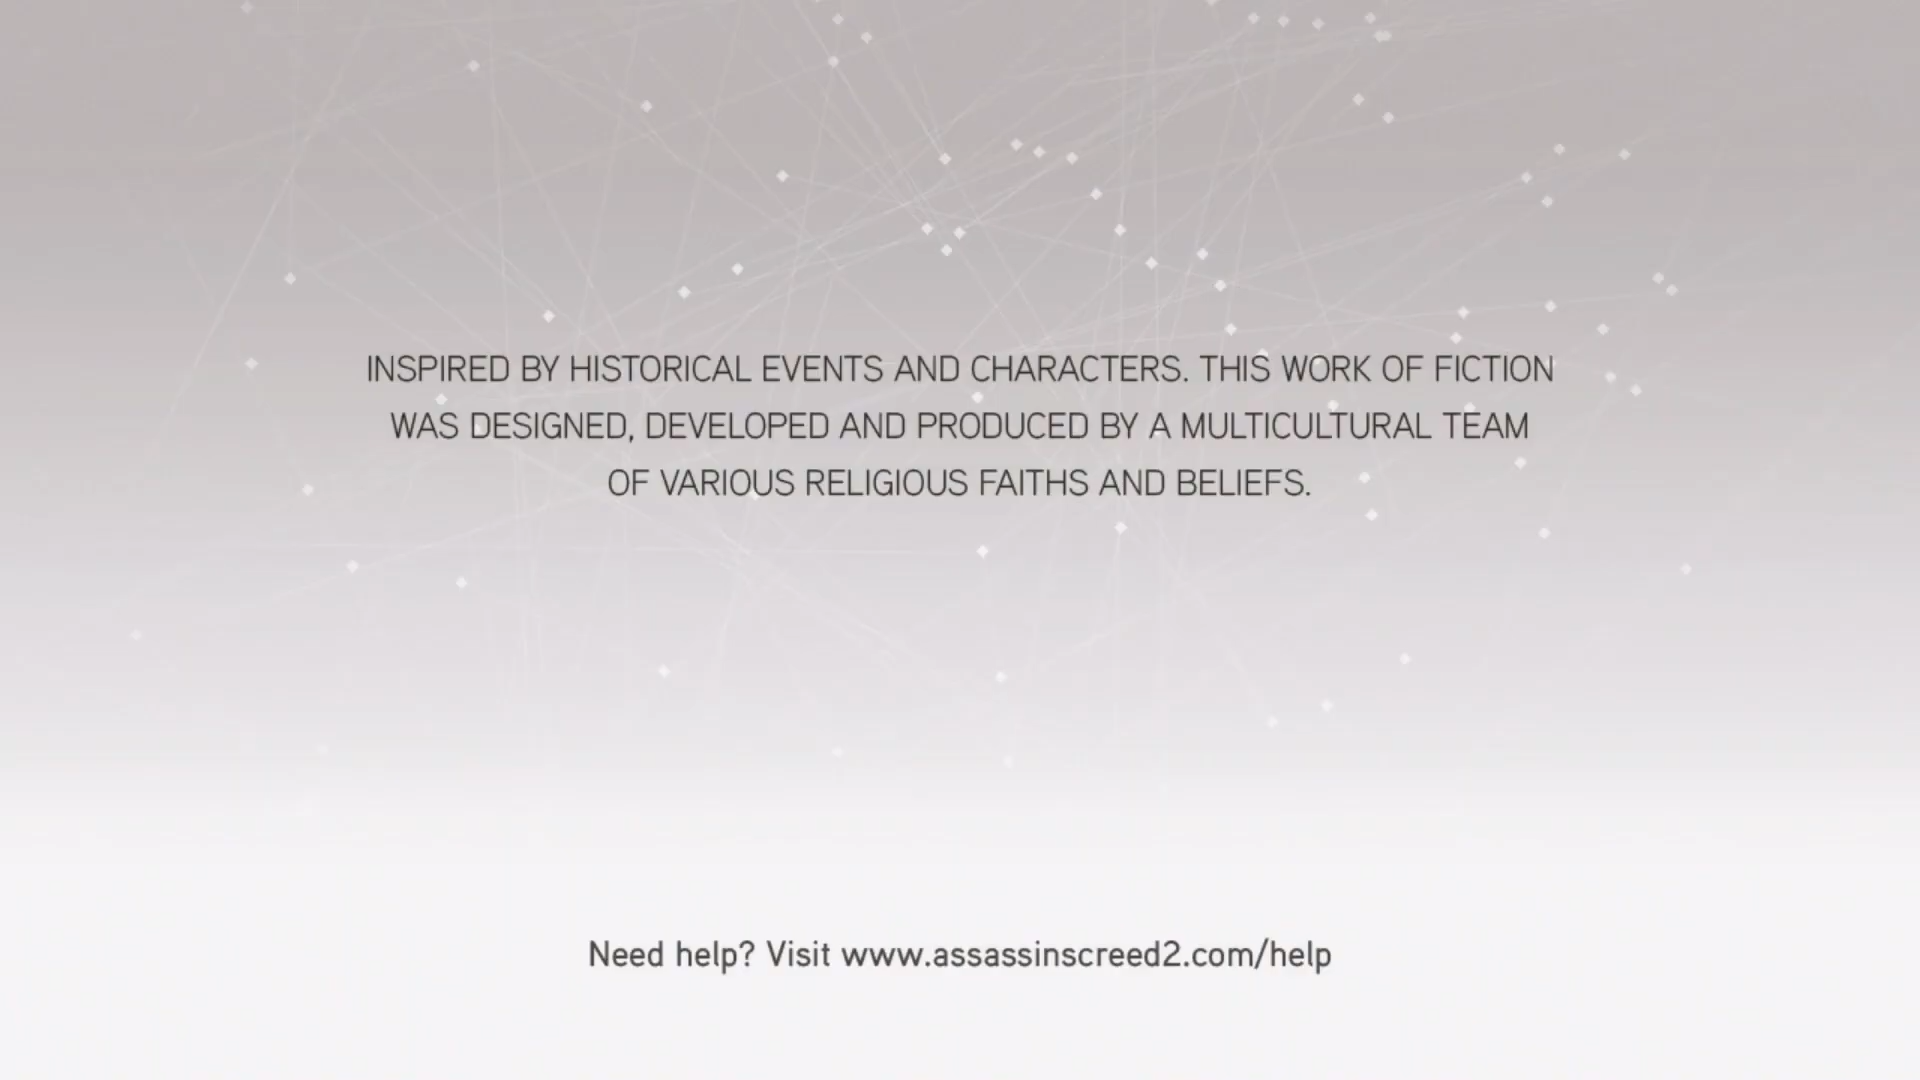 INSPIRED BY HISTORICAL EVENTS AND CHARACTERS. THIS WORK OF FICTION
WAS DESIGNED, DEVELOPED AND PRODUCED BY A MULTICULTURAL TEAM
OF VARIOUS RELIGIOUS FAITHS AND BELIEFS.
Need help? Visit www.assassinscreed2.com/help